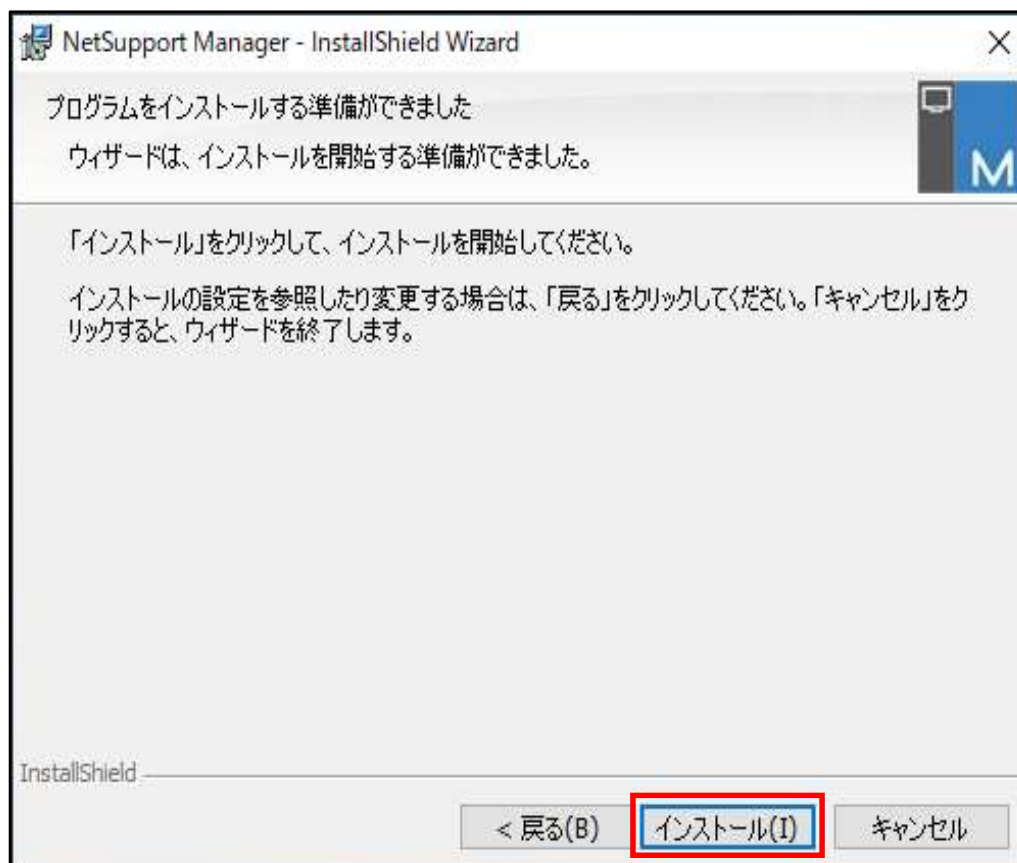 NetSupport Manager - InstallShield Wizard
プログラムをインストールする準備ができました
ウィザードは、インストールを開始する準備ができました。
M
「インストール」をクリックして、インストールを開始してください。
インストールの設定を参照したり変更する場合は、「戻る」をクリックしてください。「キャンセル」をク
リックすると、ウィザードを終了します。
InstallShield
< 戻る(B)
インストール(I)
キャンセル